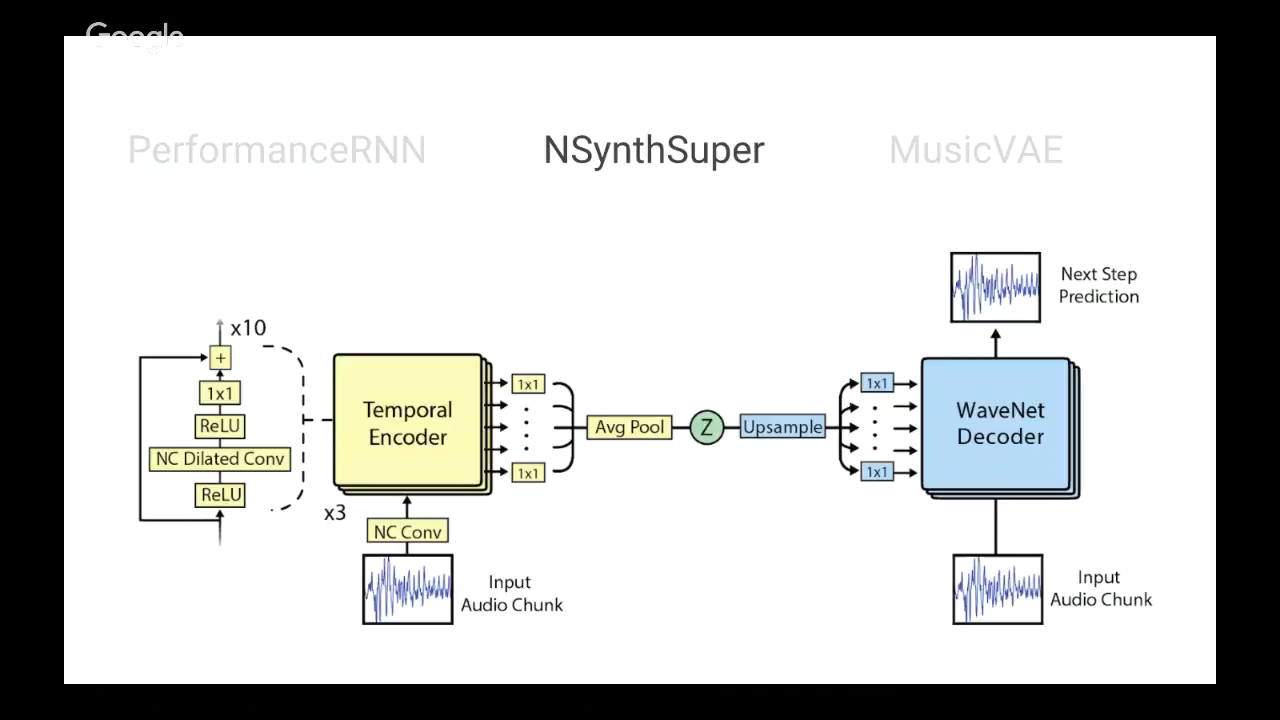 Google
PerformanceRNN
NSynthSuper
MusicVAE
x10
+
1x1
ReLU
NC Dilated Conv
ReLU
x3
Temporal
Encoder
NC Conv
Input
Audio Chunk
1x1
1x1
Avg Pool
Z
Upsample
1x1
1x1
WaveNet
Decoder
Next Step
Prediction
Input
Audio Chunk